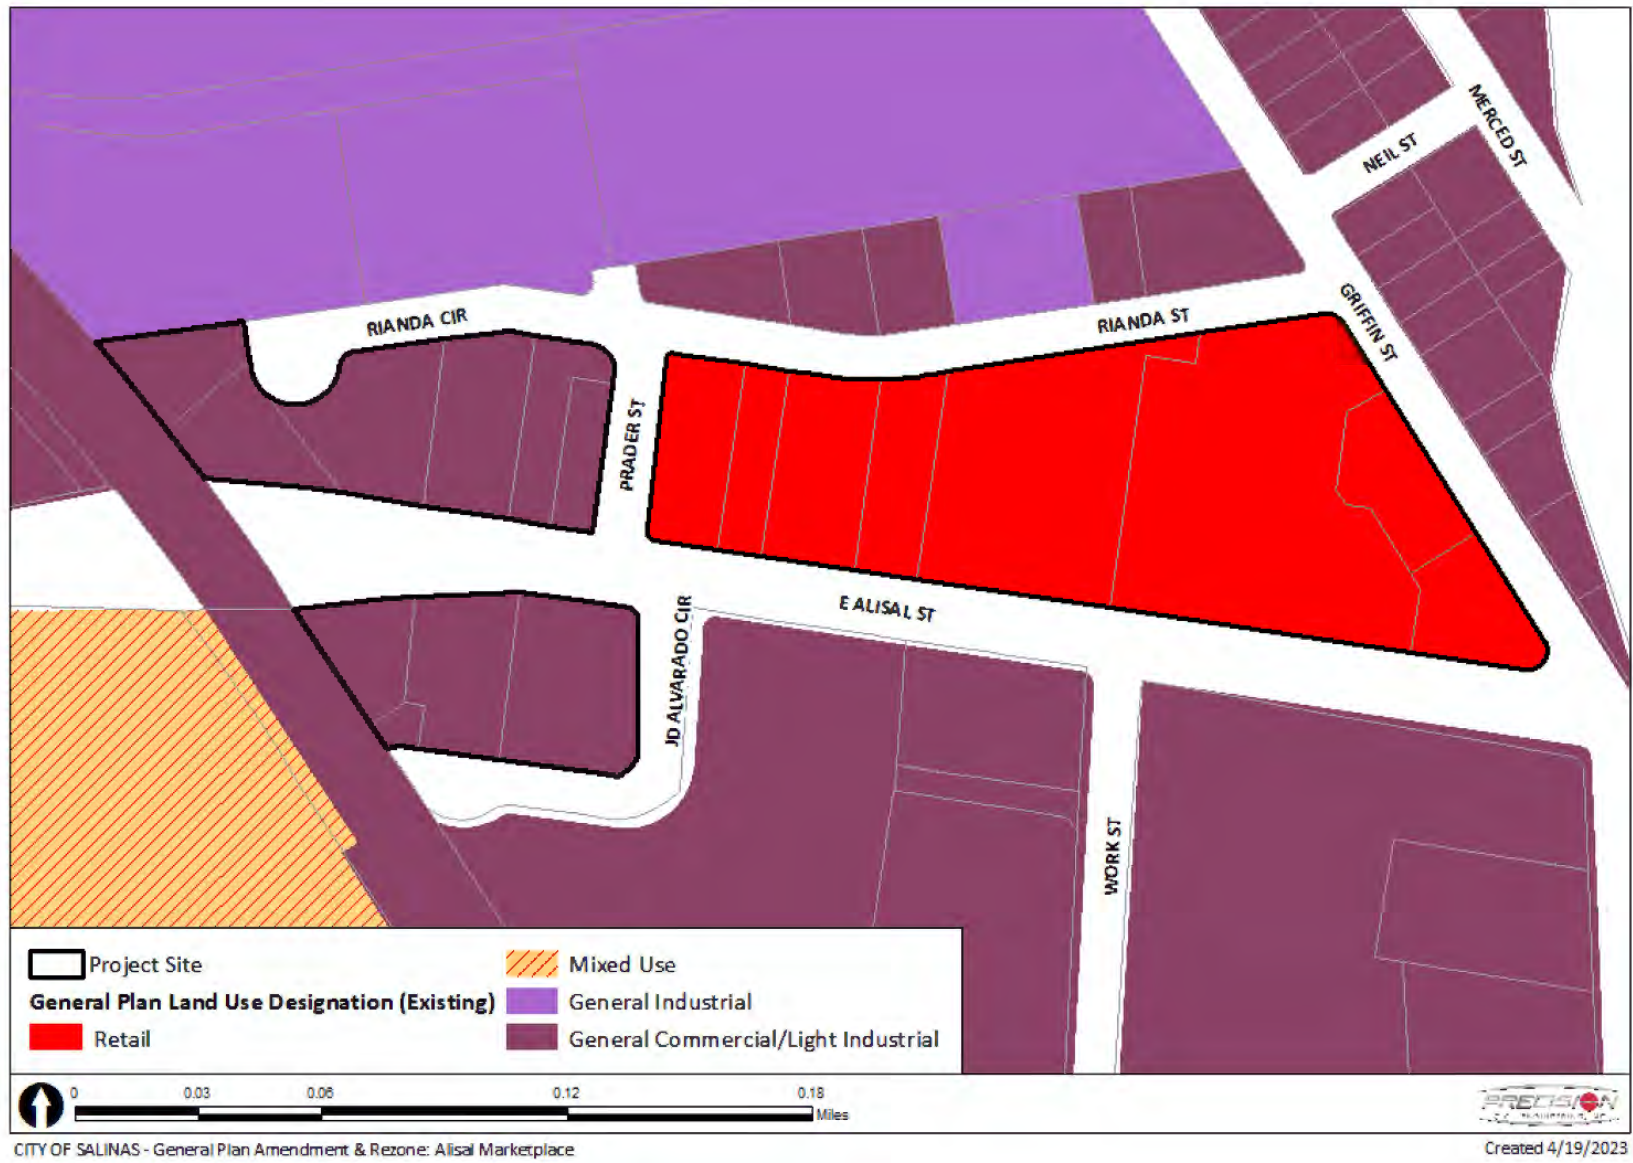 MERCED ST
NEIL ST
GRIFFIN ST
RIANDA CIR
RIANDA ST
PRADER ST
E ALISAL ST
JD ALVARADO CIR
WORK ST
Project Site
General Plan Land Use Designation (Existing)
Retail
Mixed Use
General Industrial
General Commercial/Light Industrial
0 0.03 0.06 0.12 0.18
Miles
PRECISION
CITY OF SALINAS - General Plan Amendment & Rezone: Alisal Marketplace
Created 4/19/2023